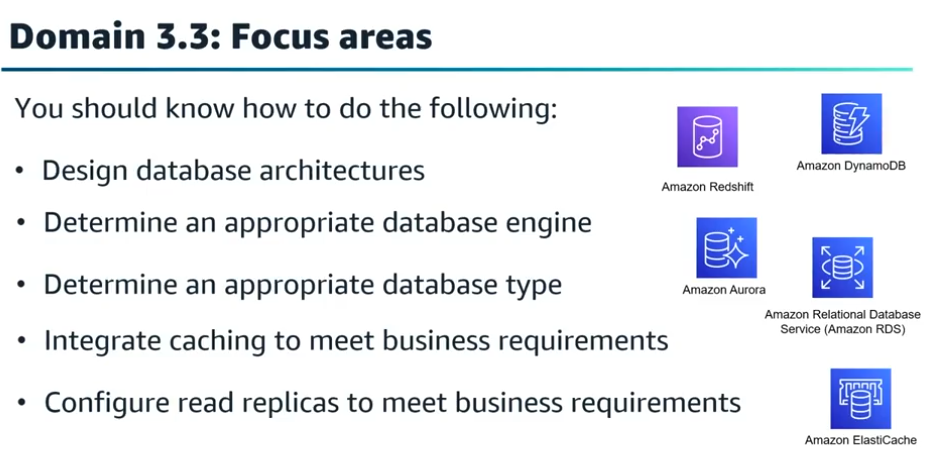 Domain 3.3: Focus areas
You should know how to do the following:
• Design database architectures
• Determine an appropriate database engine
• Determine an appropriate database type
• Integrate caching to meet business requirements
• Configure read replicas to meet business requirements
Amazon Redshift
Amazon DynamoDB
Amazon Aurora
Amazon Relational Database
Service (Amazon RDS)
Amazon ElastiCache